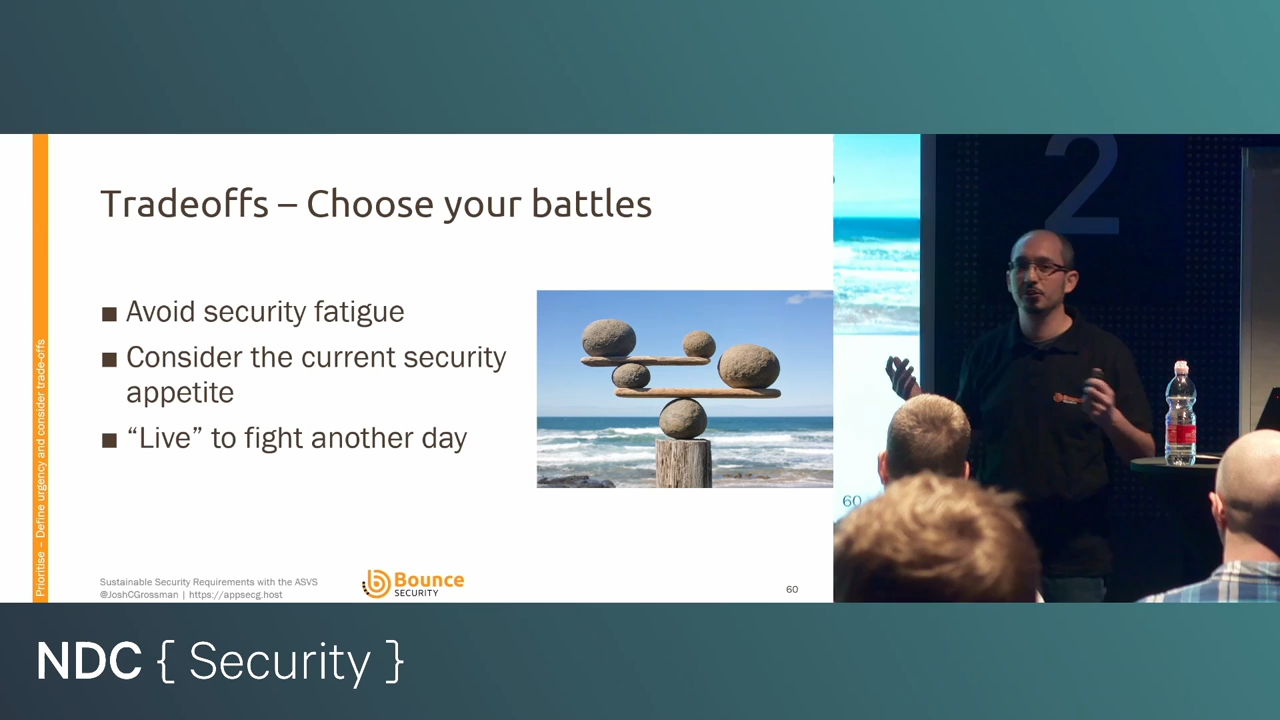 Tradeoffs – Choose your battles
■ Avoid security fatigue
■ Consider the current security
appetite
■ “Live” to fight another day
Prioritise – Define urgency and consider trade-offs
Sustainable Security Requirements with the ASVS
@JoshCGrossman | https://appsecg.host
Bounce
SECURITY
60
2
Bounce
60
NDC { Security }